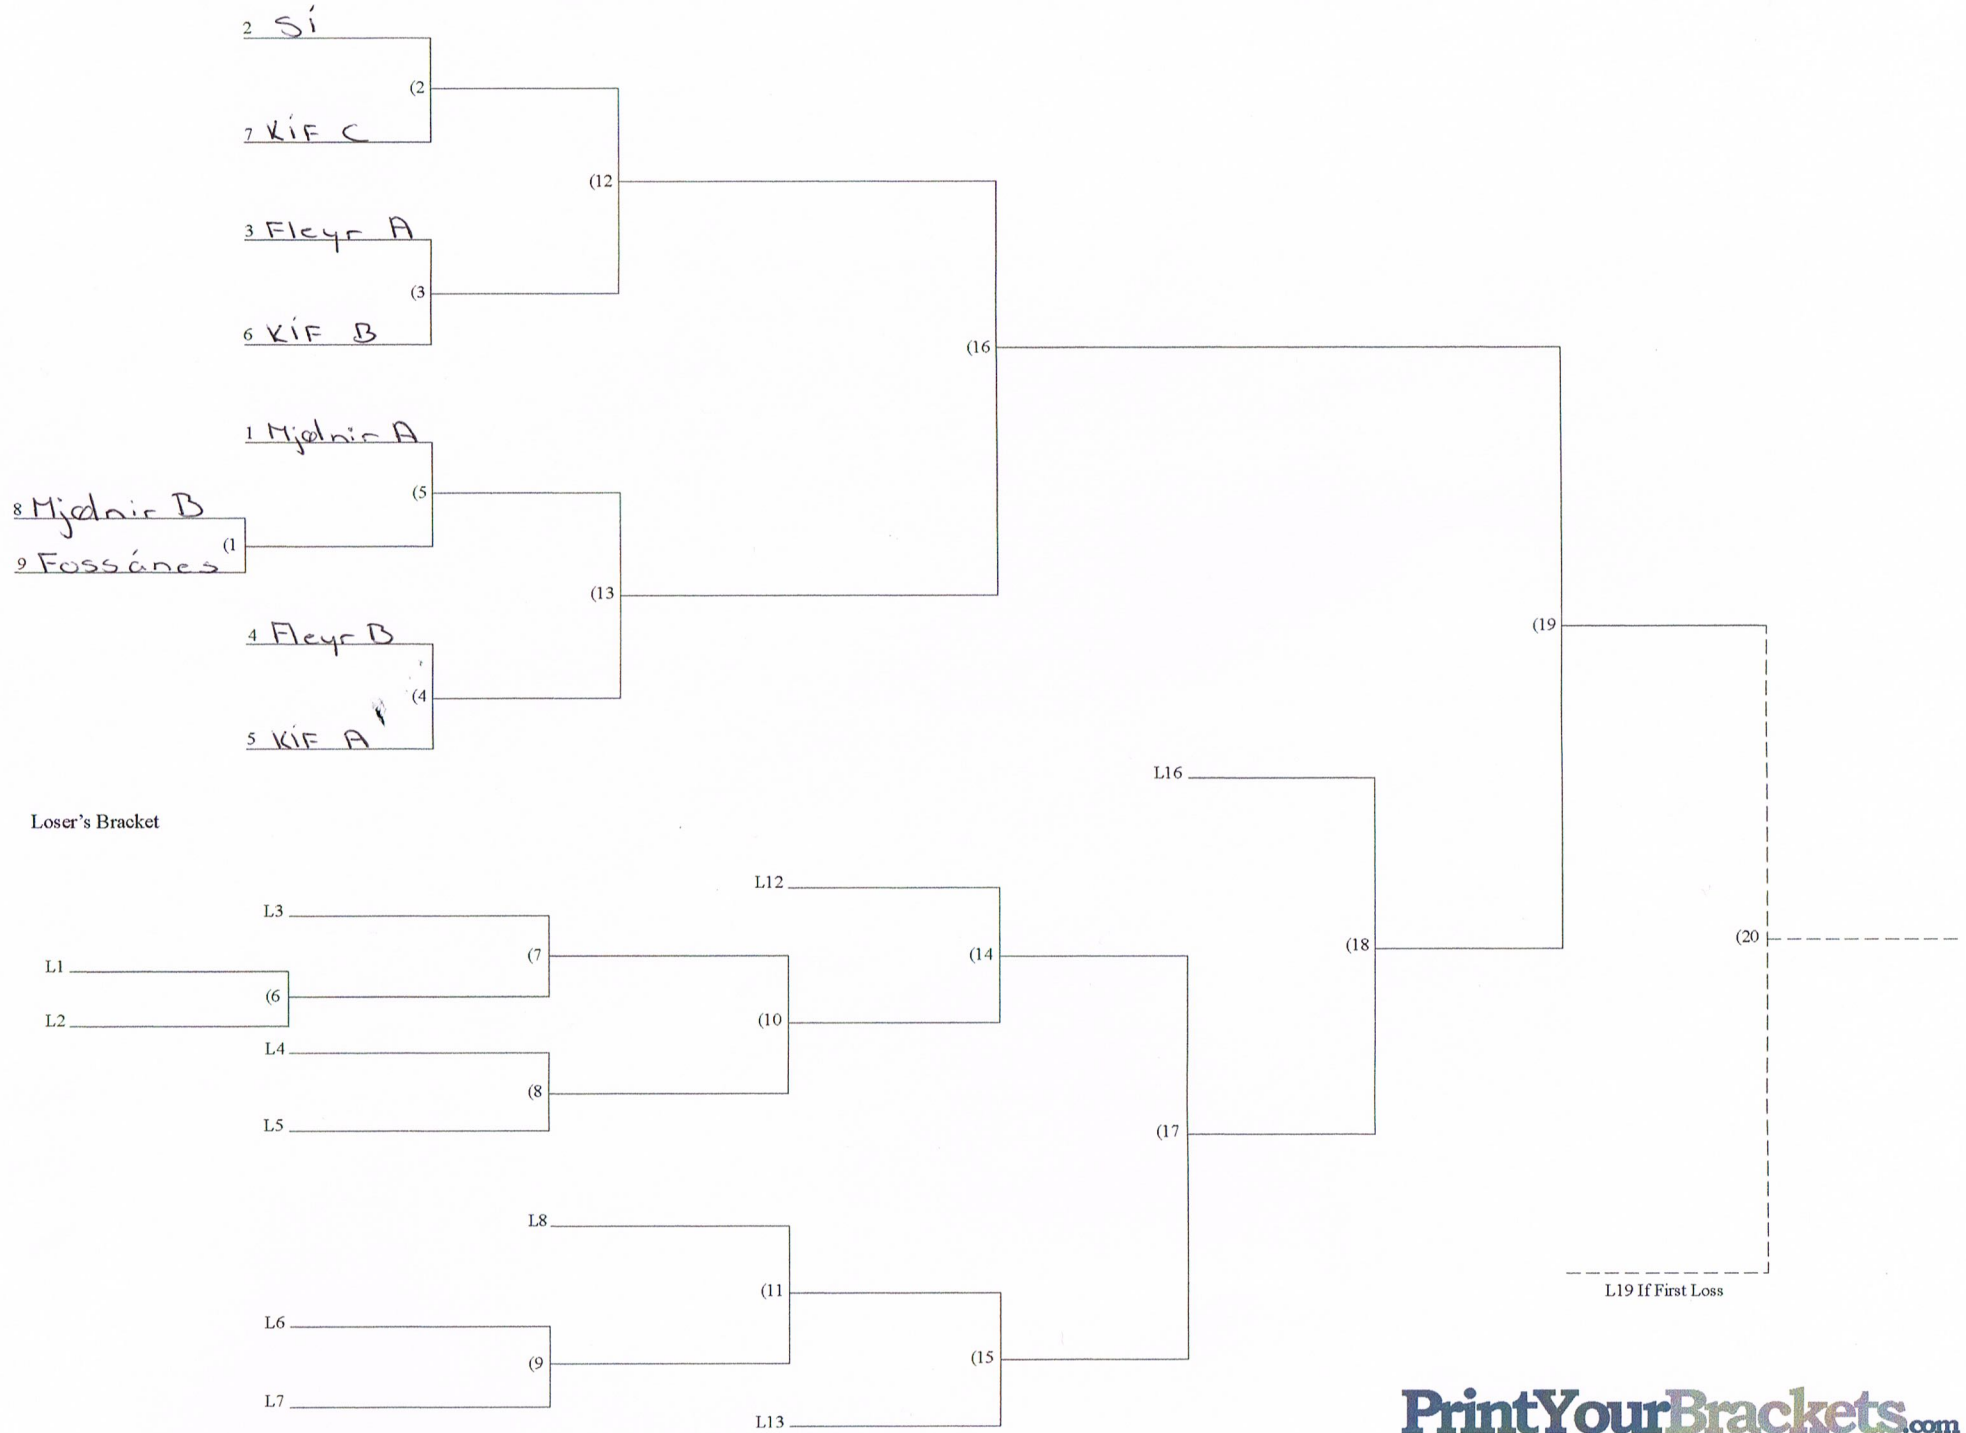 2 Sí
(2
7 KÍF C
(12
3 Fleyr A
(3
6 KÍF B
(16
1 Mjølnir A
(5
8 Mjølnir B
(1
9 Fossánes
(13
4 Fleyr B
(19
(4
5 KÍF A
L16
Loser's Bracket
L12
L3
(7
(14
(18
(20
L1
(6
L2
(10
L4
(8
L5
(17
L8
(11
L19 If First Loss
L6
(9
(15
L7
L13
PrintYourBrackets.com